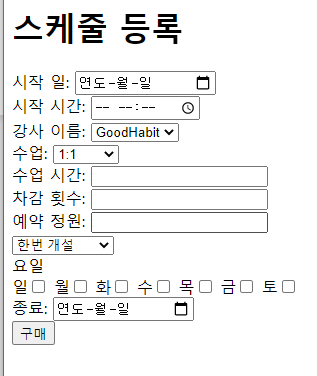 스케줄 등록
시작 일: 연도-월-일
시작 시간: -- --:--
강사 이름: GoodHabit
수업: 1:1
수업 시간:
차감 횟수:
예약 정원:
한번 개설
요일
일 월 화 수 목 금 토
종료: 연도-월-일
구매